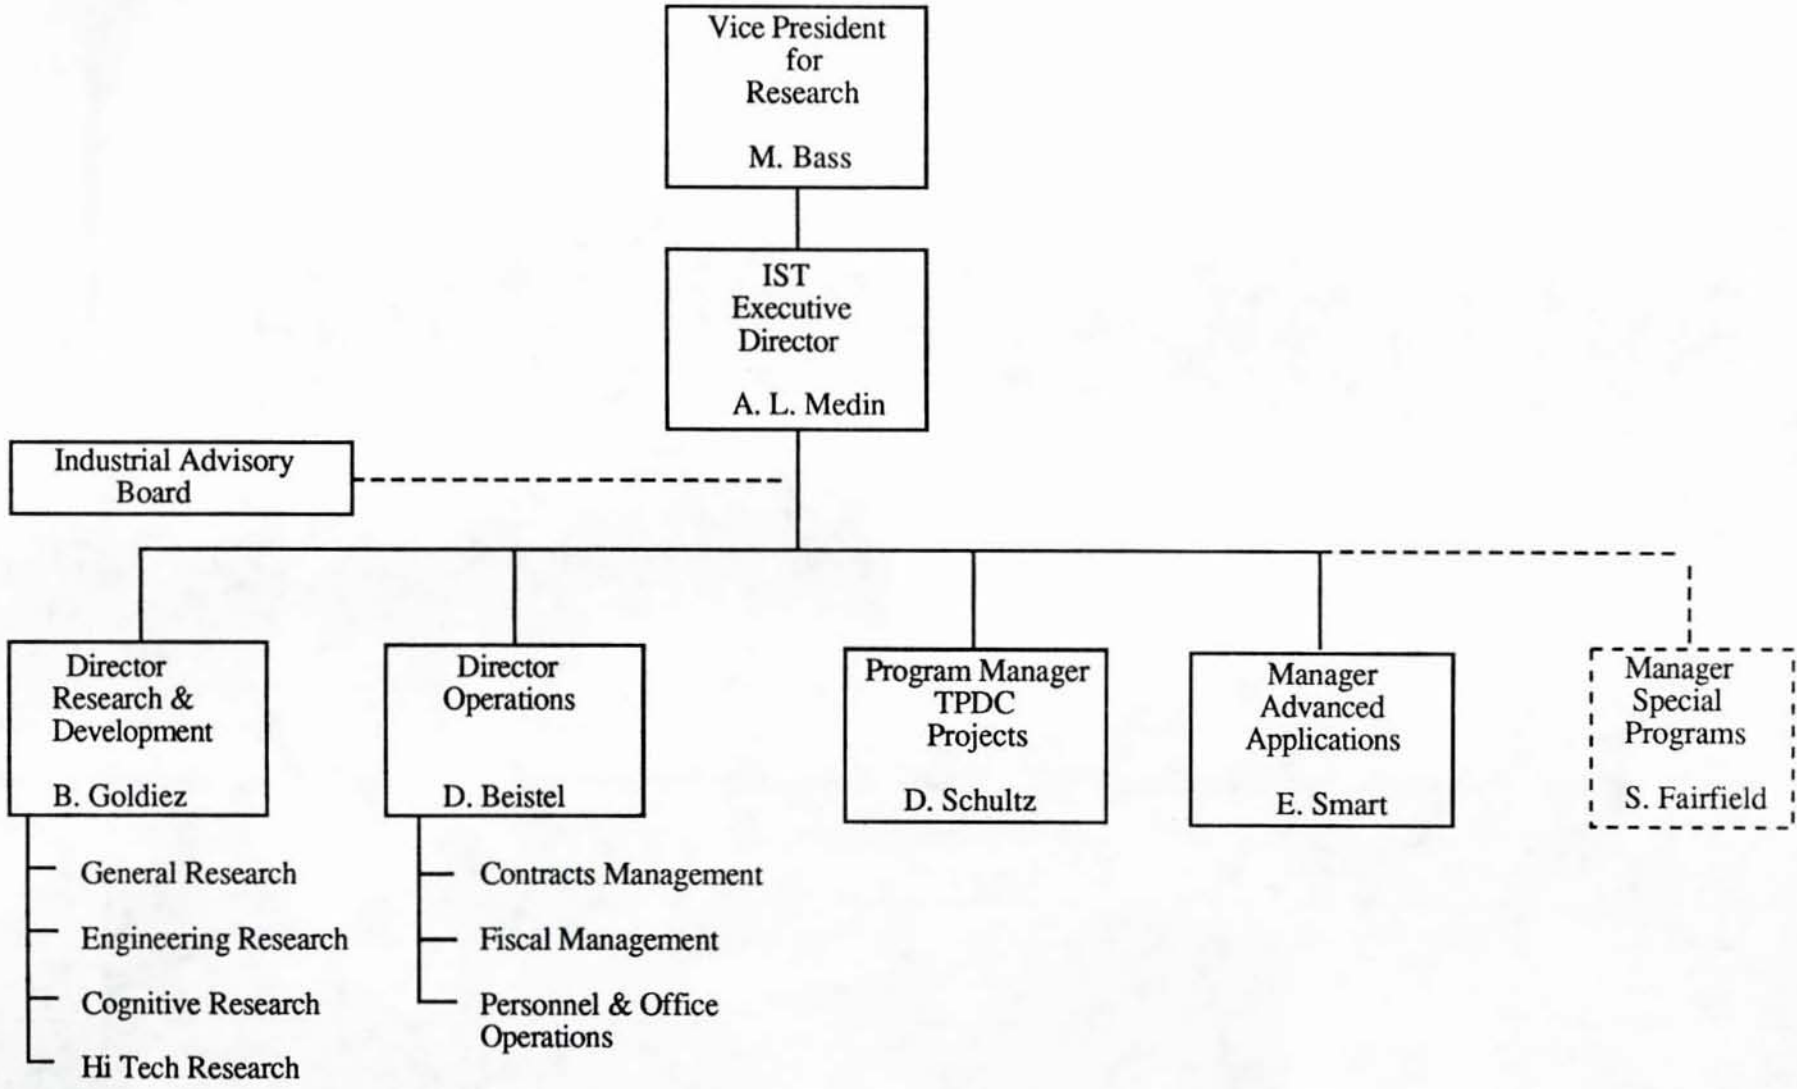 Vice President
for
Research
M. Bass
IST
Executive
Director
A. L. Medin
Industrial Advisory
Board
Director
Research &
Development
B. Goldiez
Director
Operations
D. Beistel
Program Manager
TPDC
Projects
D. Schultz
Manager
Advanced
Applications
E. Smart
Manager
Special
Programs
S. Fairfield
General Research
Engineering Research
Cognitive Research
Hi Tech Research
Contracts Management
Fiscal Management
Personnel & Office
Operations